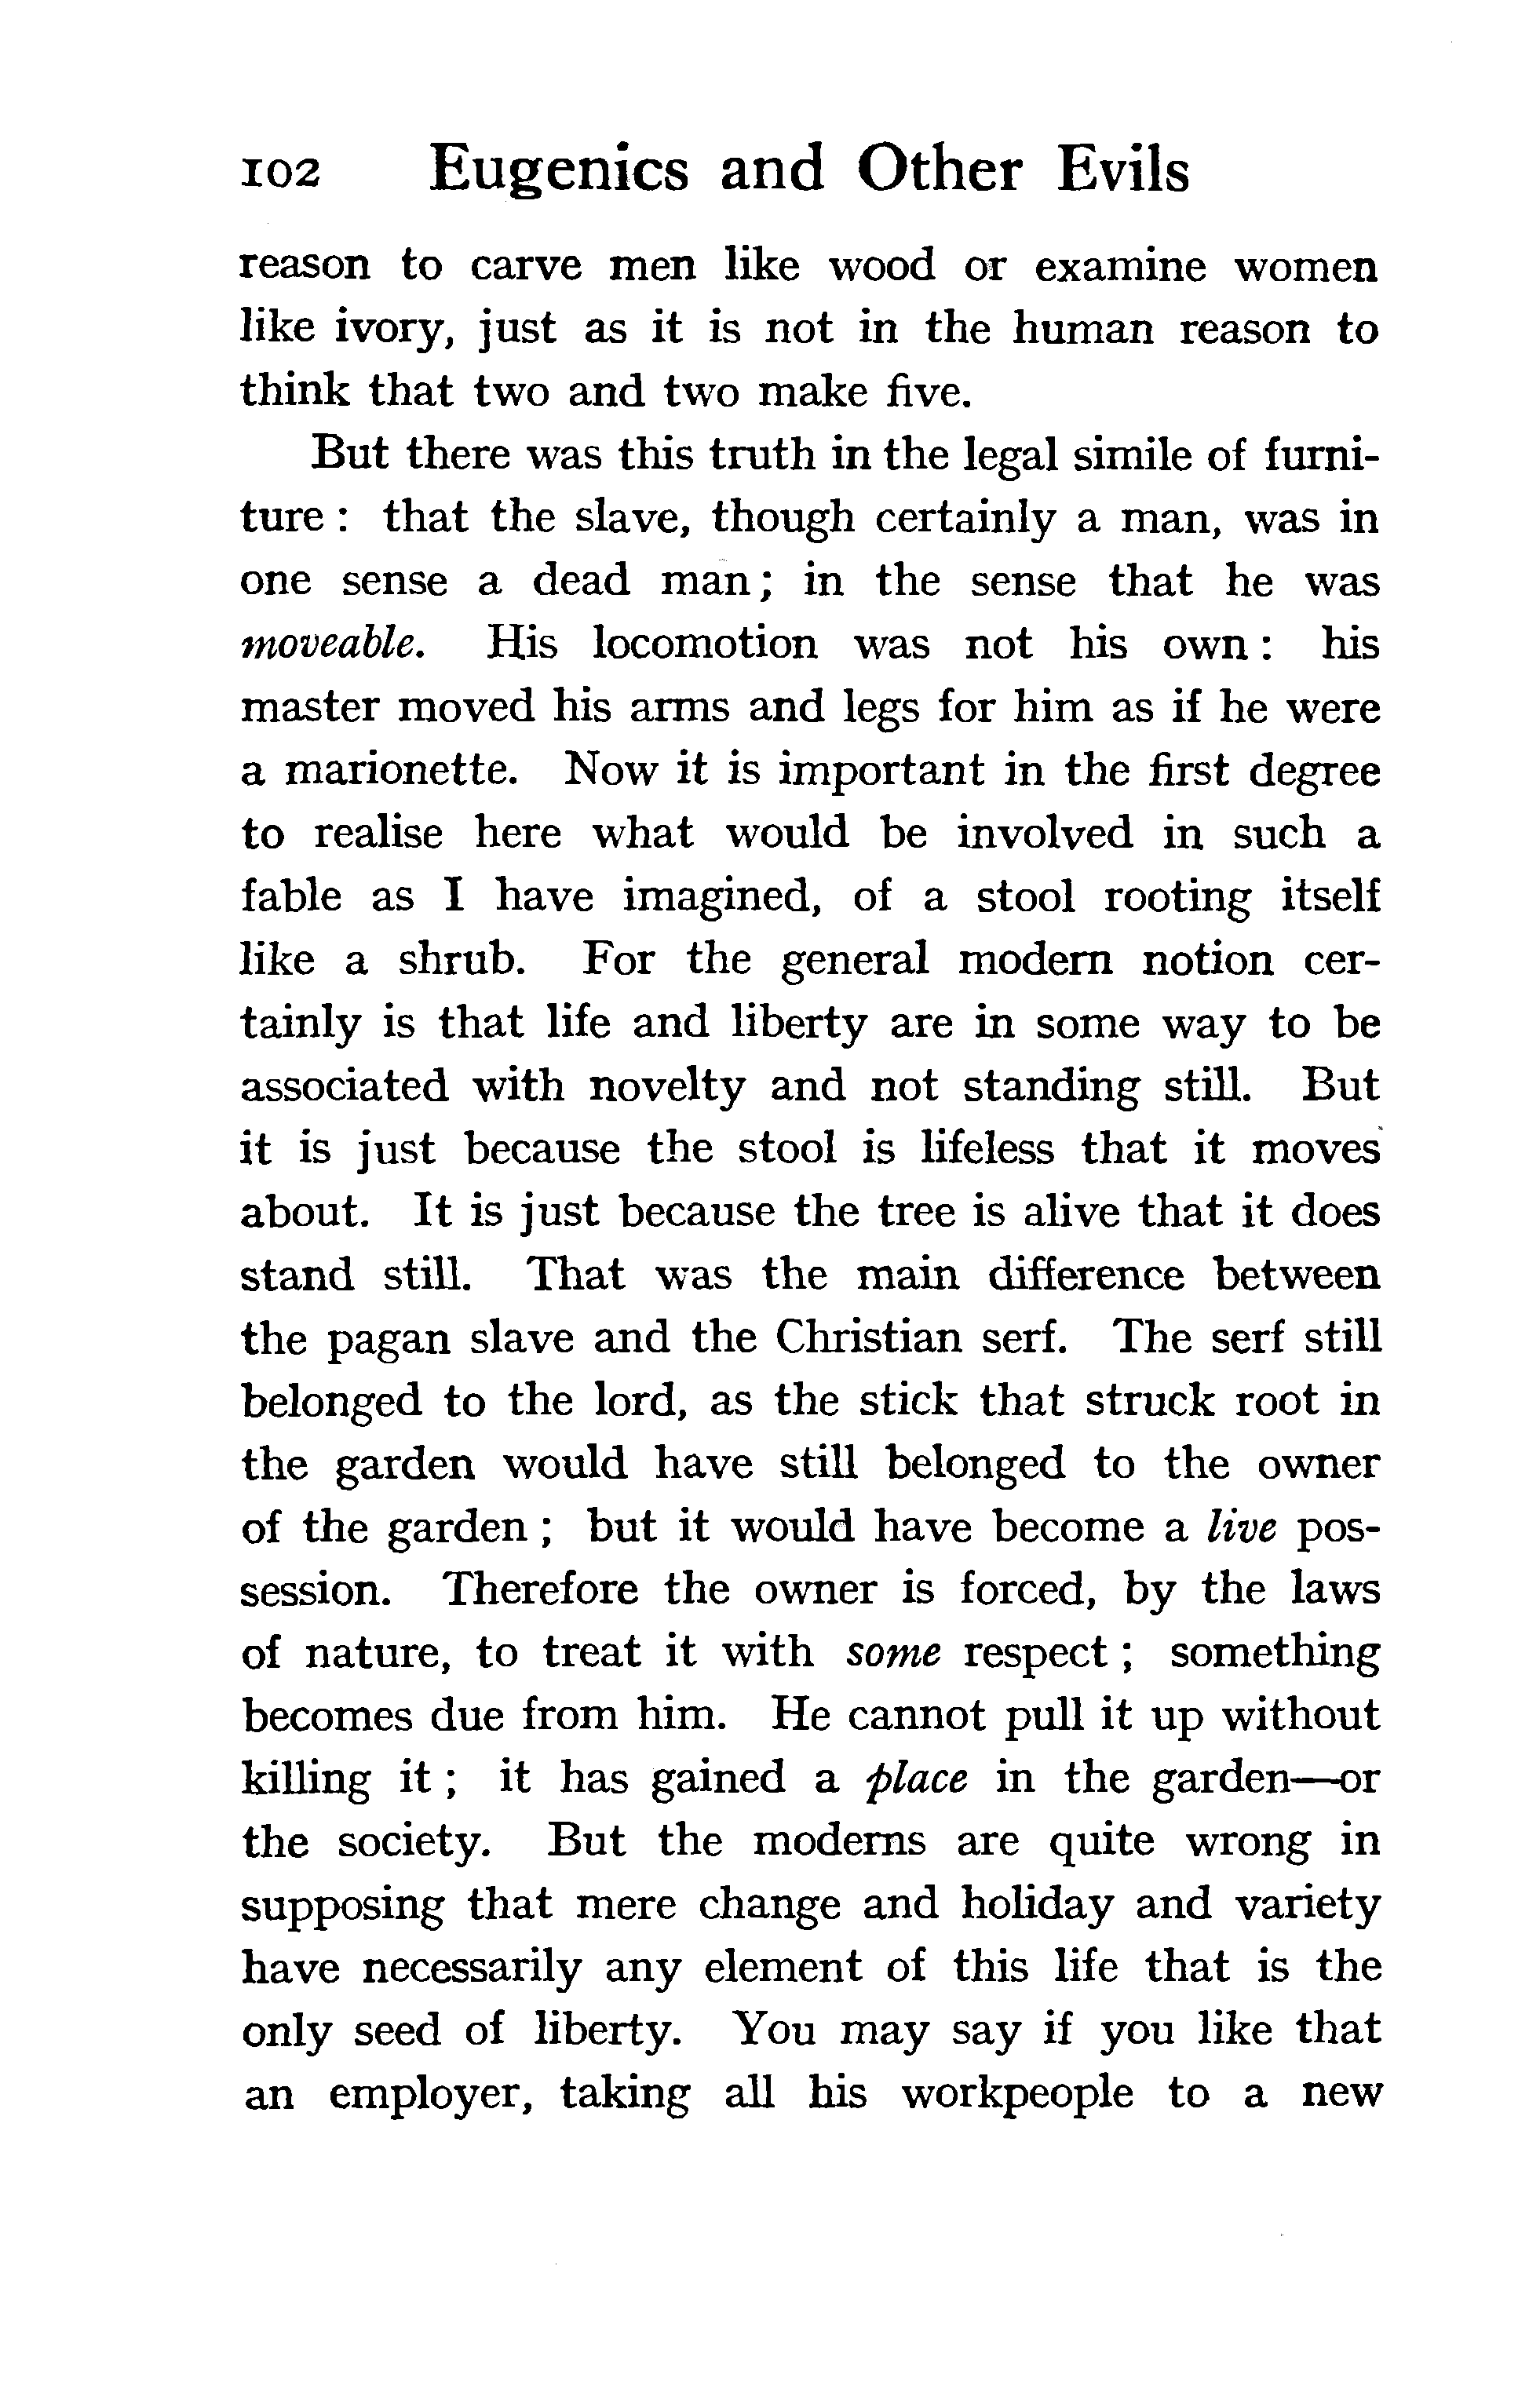 102 Eugenics and Other Evils
reason to carve men like wood or examine women
like ivory, just as it is not in the human reason to
think that two and two make five.
But there was this truth in the legal simile of furni-
ture : that the slave, though certainly a man, was in
one sense a dead man; in the sense that he was
moveable. His locomotion was not his own : his
master moved his arms and legs for him as if he were
a marionette. Now it is important in the first degree
to realise here what would be involved in such a
fable as I have imagined, of a stool rooting itself
like a shrub. For the general modern notion cer-
tainly is that life and liberty are in some way to be
associated with novelty and not standing still. But
it is just because the stool is lifeless that it moves
about. It is just because the tree is alive that it does
stand still. That was the main difference between
the pagan slave and the Christian serf. The serf still
belonged to the lord, as the stick that struck root in
the garden would have still belonged to the owner
of the garden ; but it would have become a live pos-
session. Therefore the owner is forced, by the laws
of nature, to treat it with some respect ; something
becomes due from him. He cannot pull it up without
killing it ; it has gained a place in the garden—or
the society. But the moderns are quite wrong in
supposing that mere change and holiday and variety
have necessarily any element of this life that is the
only seed of liberty. You may say if you like that
an employer, taking all his workpeople to a new